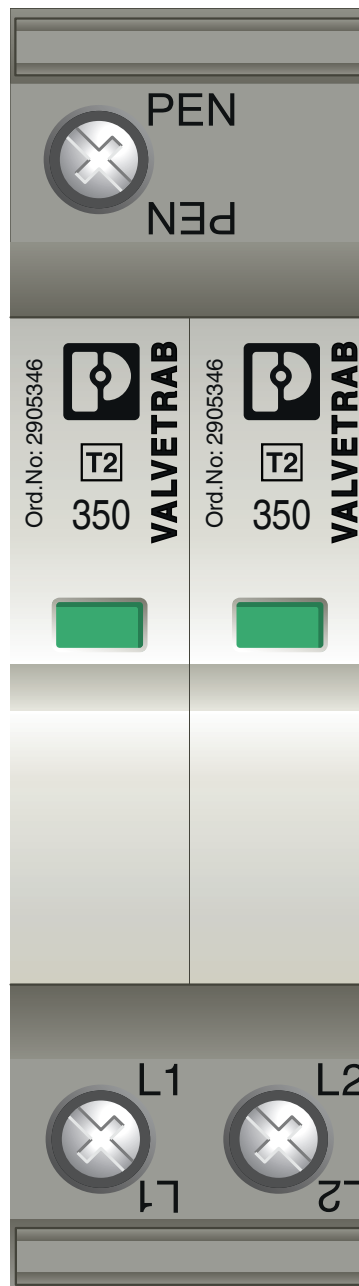 PEN
PEN
Ord.No: 2905346
T2
350
VALVETRAB
Ord.No: 2905346
T2
350
VALVETRAB
L1
L2
L1
L2